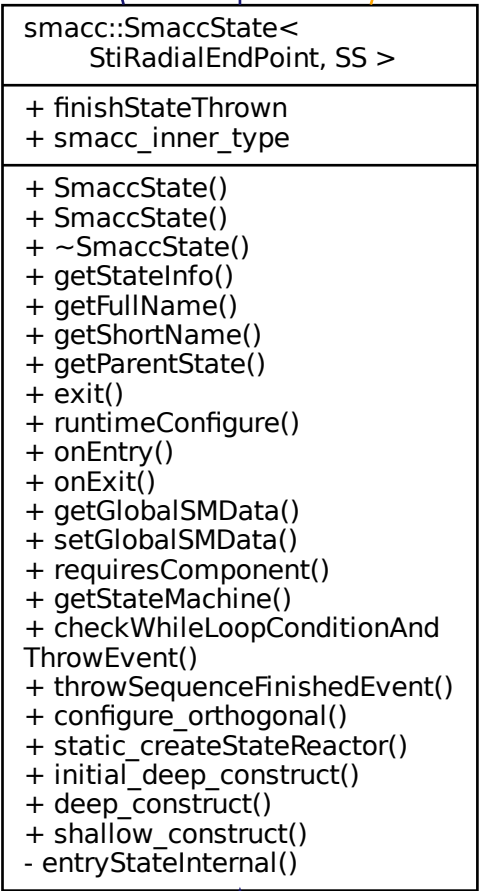 smacc::SmaccState<
StiRadialEndPoint, SS >
+ finishStateThrown
+ smacc_inner_type
+ SmaccState()
+ SmaccState()
+ ~SmaccState()
+ getStateInfo()
+ getFullName()
+ getShortName()
+ getParentState()
+ exit()
+ runtimeConfigure()
+ onEntry()
+ onExit()
+ getGlobalSMData()
+ setGlobalSMData()
+ requiresComponent()
+ getStateMachine()
+ checkWhileLoopConditionAnd
ThrowEvent()
+ throwSequenceFinishedEvent()
+ configure_orthogonal()
+ static_createStateReactor()
+ initial_deep_construct()
+ deep_construct()
+ shallow_construct()
- entryStateInternal()